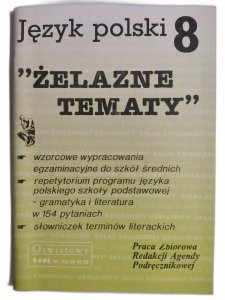 Język polski 8
"ŻELAZNE
TEMATY"
wzorcowe wypracowania
egzaminacyjne do szkół średnich
repetytorium programu języka
polskiego szkoły podstawowej
- gramatyka i literatura
w 154 pytaniach
słowniczek terminów literackich
Oświatowy
Praca Zbiorowa
Redakcji Agendy
Podręcznikowej